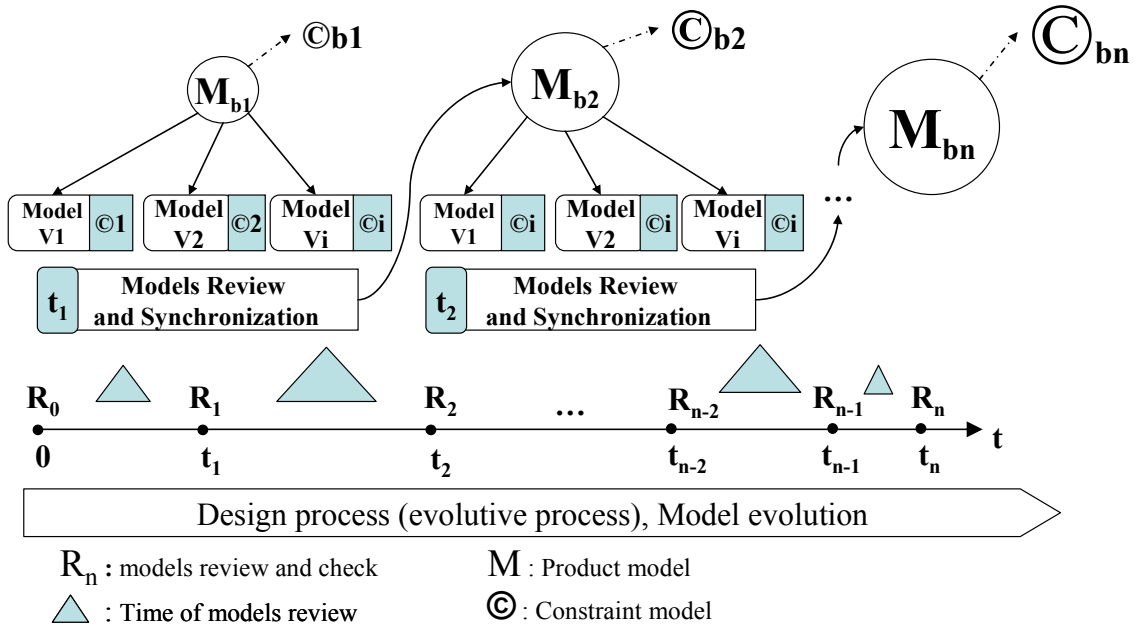 ©b1
©b2
©bn
Mb1
Mb2
Mbn
Model
V1
©1
Model
V2
©2
Model
Vi
©i
Model
V1
©i
Model
V2
©i
Model
Vi
©i
...
t1
Models Review
and Synchronization
t2
Models Review
and Synchronization
R0
R1
R2
...
Rn-2
Rn-1
Rn
0
t1
t2
tn-2
tn-1
tn
t
Design process (evolutive process), Model evolution
Rn : models review and check
M : Product model
: Time of models review
© : Constraint model